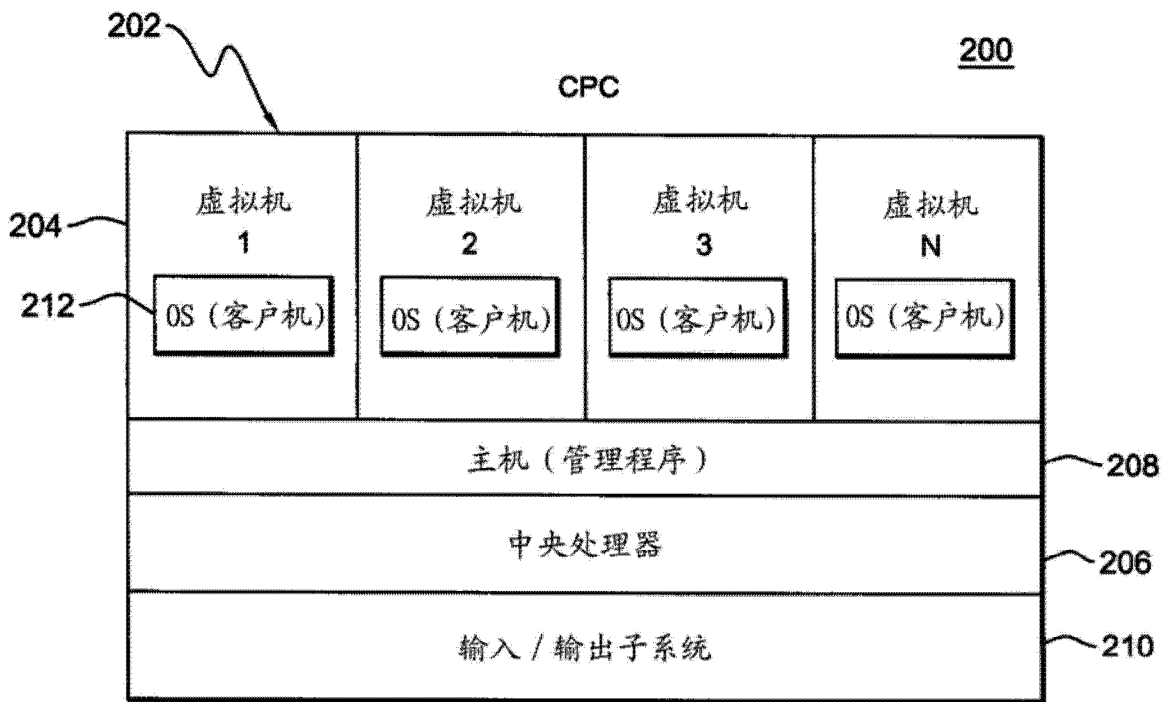 202
200
CPC
204
虚拟机
1
虚拟机
2
虚拟机
3
虚拟机
N
212
OS (客户机)
OS (客户机)
OS (客户机)
OS (客户机)
主机 (管理程序)
208
中央处理器
206
输入 / 输出子系统
210